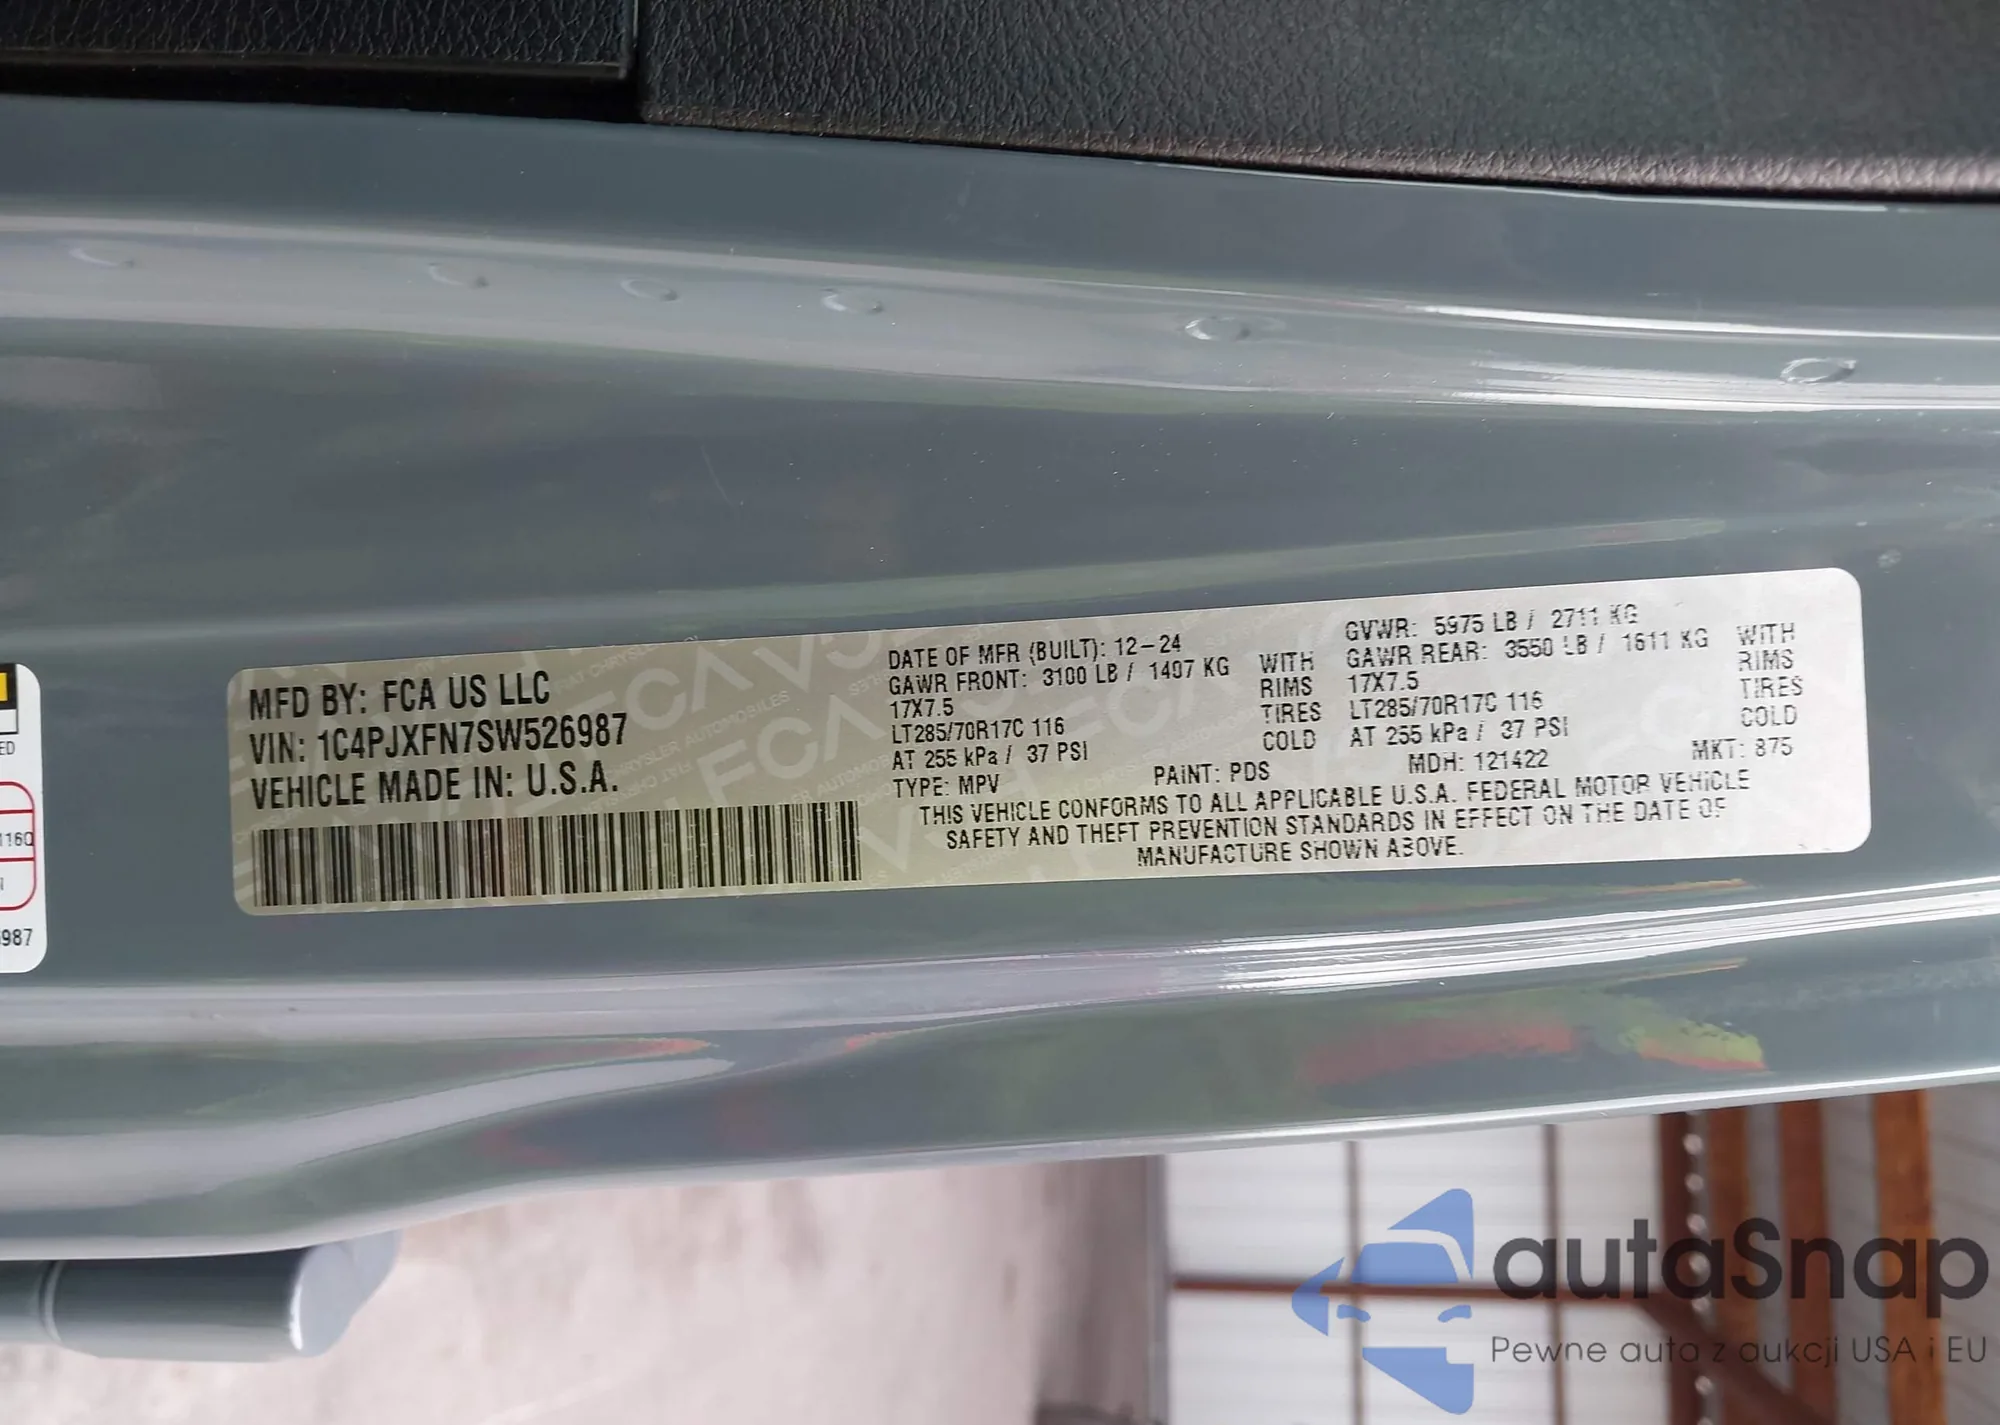 MFD BY: FCA US LLC
VIN: 1C4PJXFN7SW526987
VEHICLE MADE IN: U.S.A.
DATE OF MFR (BUILT): 12-24
GVWR: 5975 LB / 2711 KG
GAWR FRONT: 3100 LB / 1407 KG WITH
17X7.5 RIMS
LT285/70R17C 116 TIRES
AT 255 kPa / 37 PSI COLD
GAWR REAR: 3550 LB / 1611 KG WITH
17X7.5 RIMS
LT285/70R17C 116 TIRES
AT 255 kPa / 37 PSI COLD
TYPE: MPV PAINT: PDS MDH: 121422 MKT: 875
THIS VEHICLE CONFORMS TO ALL APPLICABLE U.S.A. FEDERAL MOTOR VEHICLE
SAFETY AND THEFT PREVENTION STANDARDS IN EFFECT ON THE DATE OF
MANUFACTURE SHOWN ABOVE.
ED
116Q
987
autaSnap
Pewne auta z aukcji USA i EU